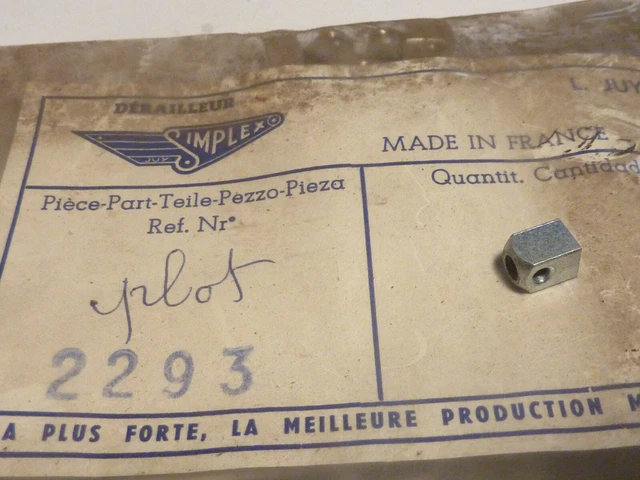 DÉRAILLEUR
SIMPLEX
JUY
L. JUY
MADE IN FRANCE
Pièce-Part-Teile-Pezzo-Pieza
Ref. Nr°
Quantit. Cantidad
plot
2293
A PLUS FORTE, LA MEILLEURE PRODUCTION M